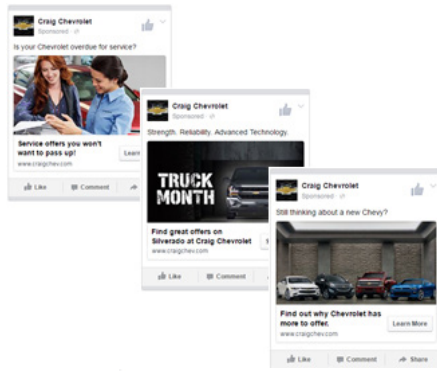 Craig Chevrolet
Sponsored ·
Is your Chevrolet overdue for service?
Service offers you won't
want to pass up!
www.craigchev.com
Learn
Like Comment
Craig Chevrolet
Sponsored ·
Strength. Reliability. Advanced Technology.
TRUCK
MONTH
Find great offers on
Silverado at Craig Chevrolet
www.craigchev.com
Like Comment
Craig Chevrolet
Sponsored ·
Still thinking about a new Chevy?
Find out why Chevrolet has
more to offer.
www.craigchev.com
Learn More
Like Comment Share